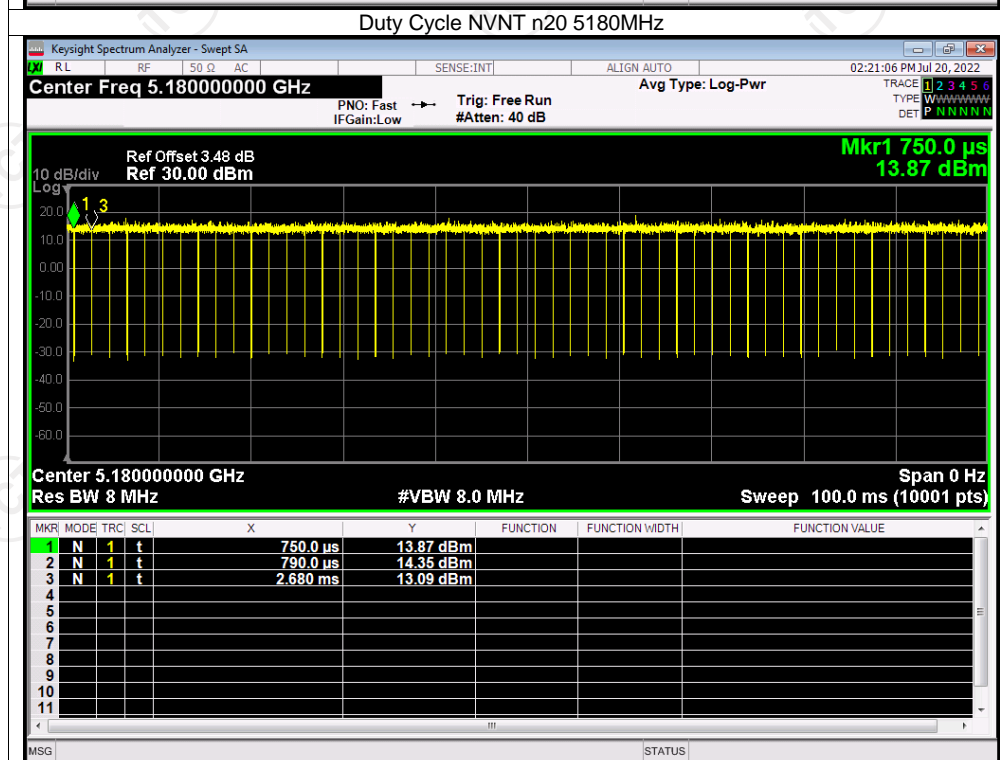 Duty Cycle NVNT n20 5180MHz
Keysight Spectrum Analyzer - Swept SA
LXI RL RF 50 Ω AC SENSE:INT ALIGN AUTO 02:21:06 PM Jul 20, 2022
Center Freq 5.180000000 GHz Avg Type: Log-Pwr TRACE 1 2 3 4 5 6
PNO: Fast Trig: Free Run TYPE WWWWWW
IFGain:Low #Atten: 40 dB DET P N N N N N
Mkr1 750.0 µs
Ref Offset 3.48 dB
10 dB/div Ref 30.00 dBm 13.87 dBm
Log
1 3
20.0
10.0
0.00
-10.0
-20.0
-30.0
-40.0
-50.0
-60.0
Center 5.180000000 GHz Span 0 Hz
Res BW 8 MHz #VBW 8.0 MHz Sweep 100.0 ms (10001 pts)
MKR MODE TRC SCL X Y FUNCTION FUNCTION WIDTH FUNCTION VALUE
1 N 1 t 750.0 µs 13.87 dBm
2 N 1 t 790.0 µs 14.35 dBm
3 N 1 t 2.680 ms 13.09 dBm
4
5
6
7
8
9
10
11
MSG STATUS